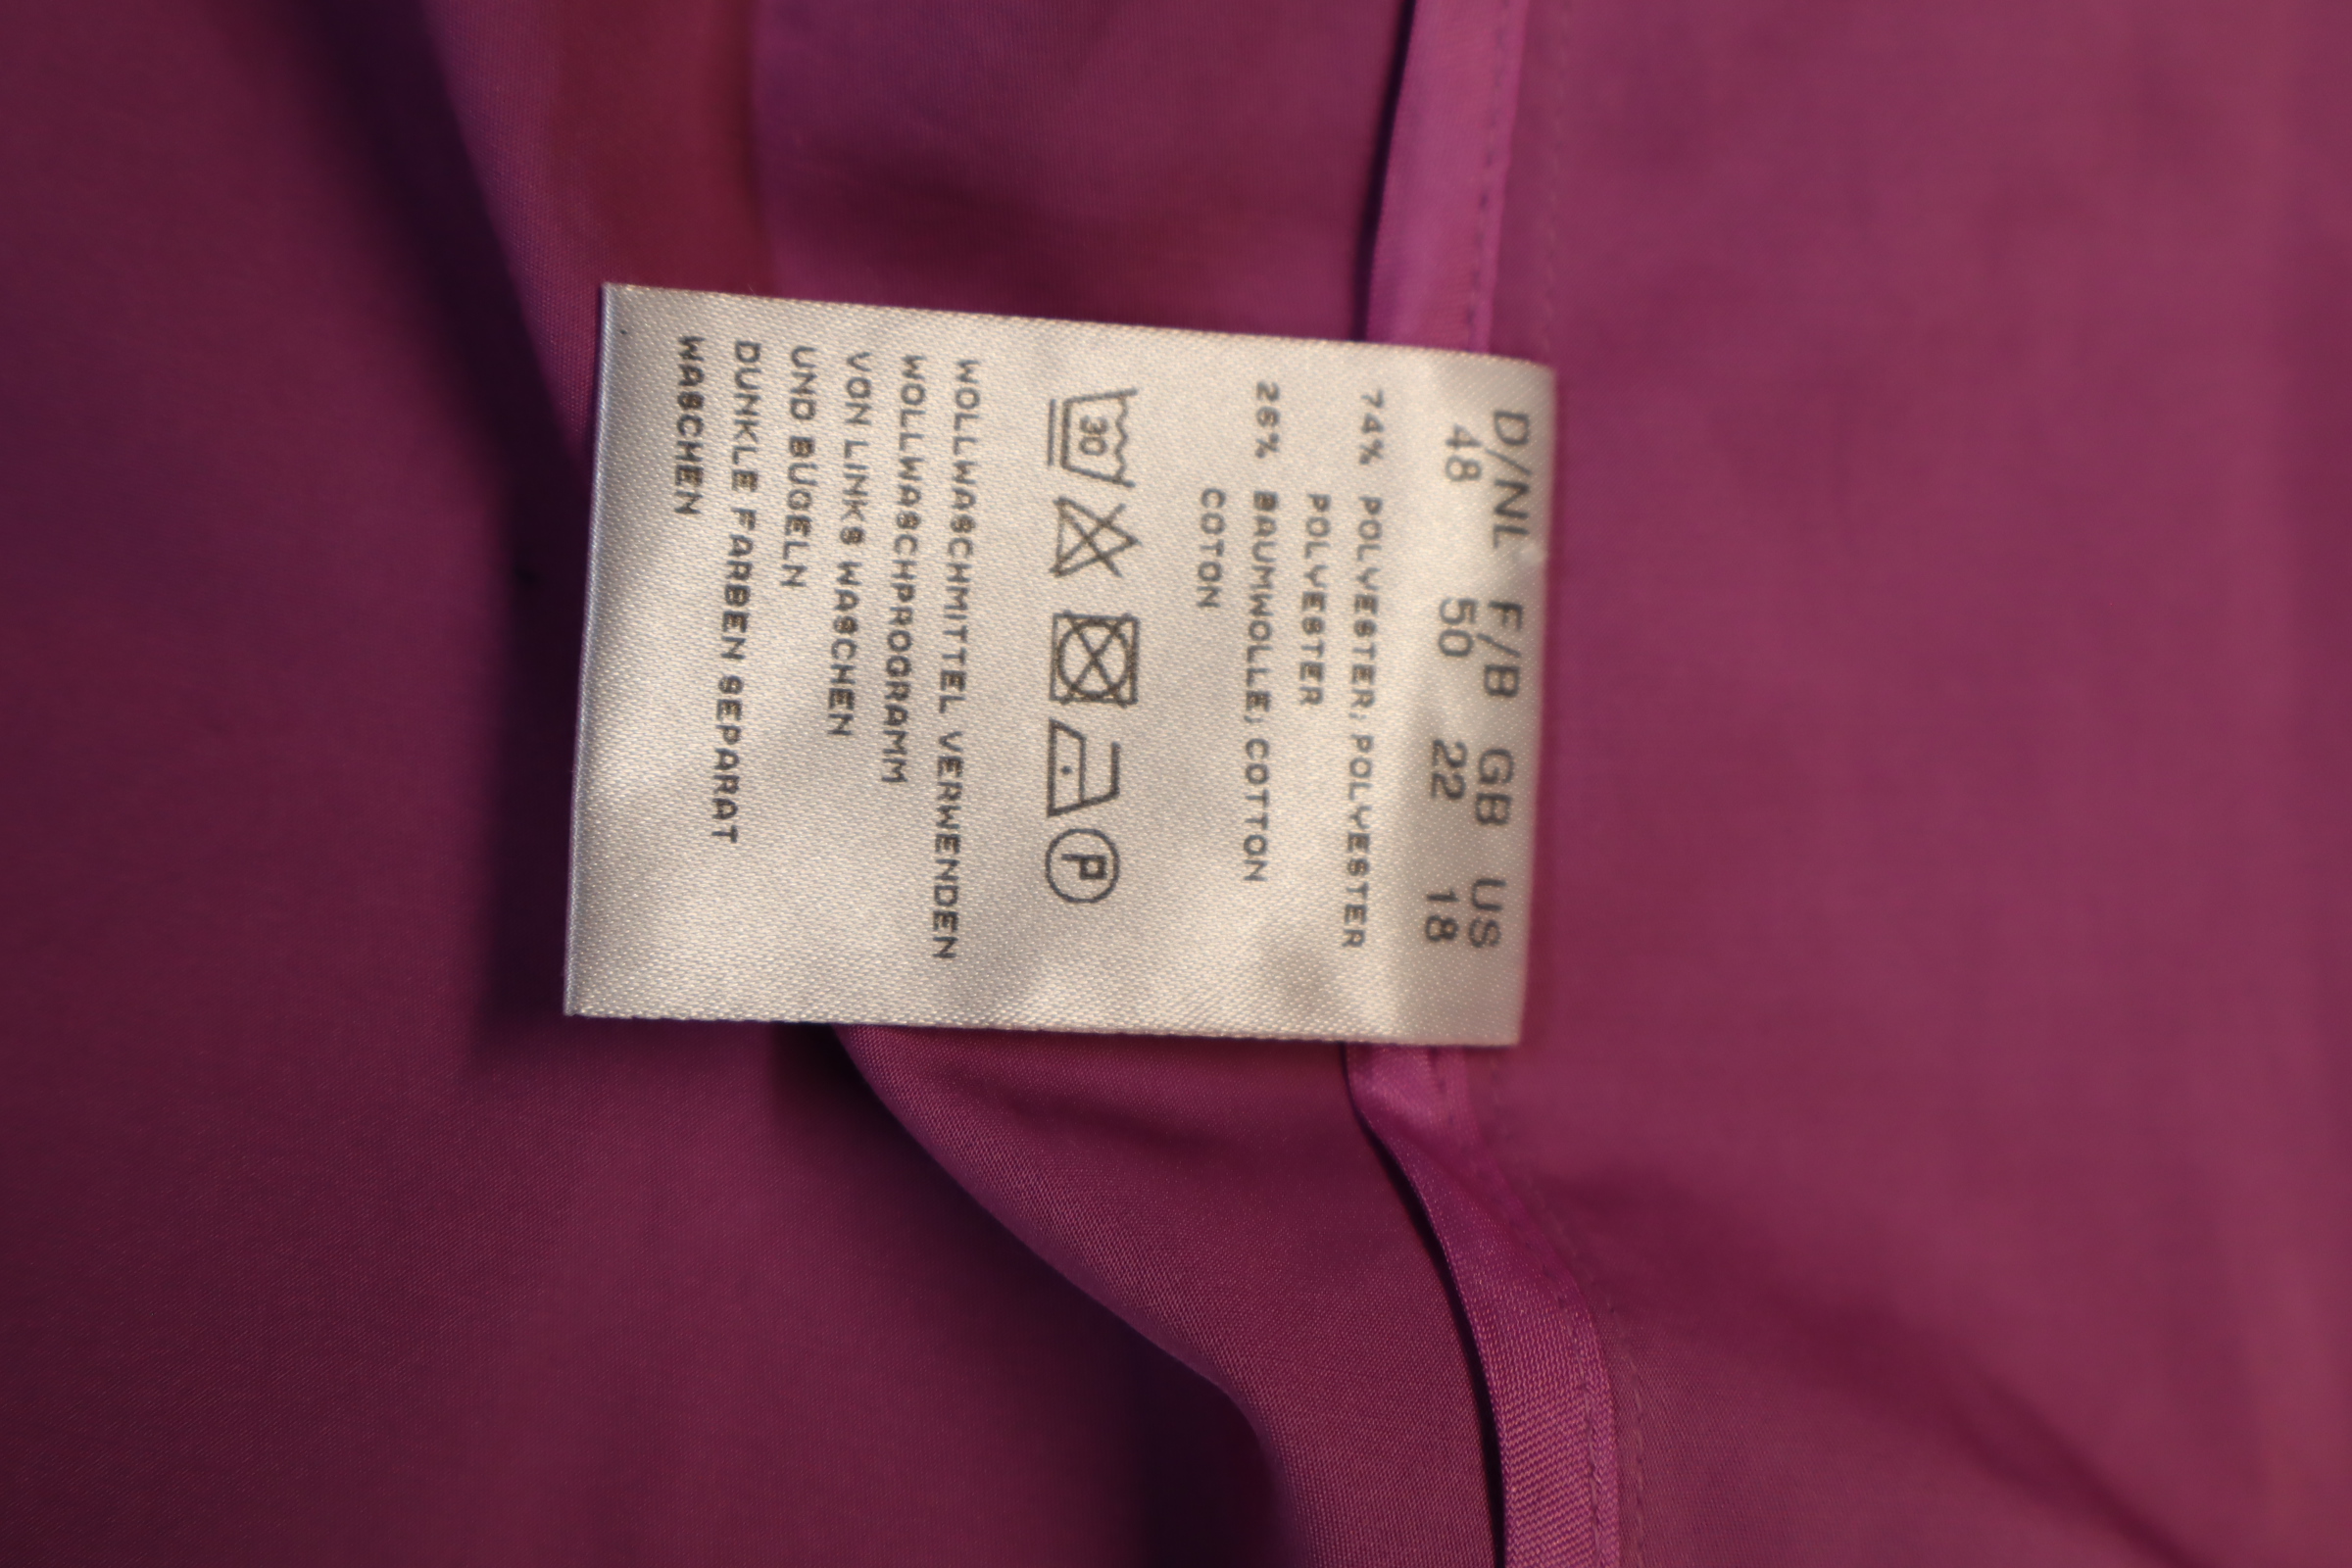 D/NL F/B GB US
48 50 22 18
74% POLYESTER; POLYESTER
POLYESTER
26% BAUMWOLLE; COTTON
COTON
30 P
WOLLWASCHMITTEL VERWENDEN
WOLLWASCHPROGRAMM
VON LINKS WASCHEN
UND BÜGELN
DUNKLE FARBEN SEPARAT
WASCHEN